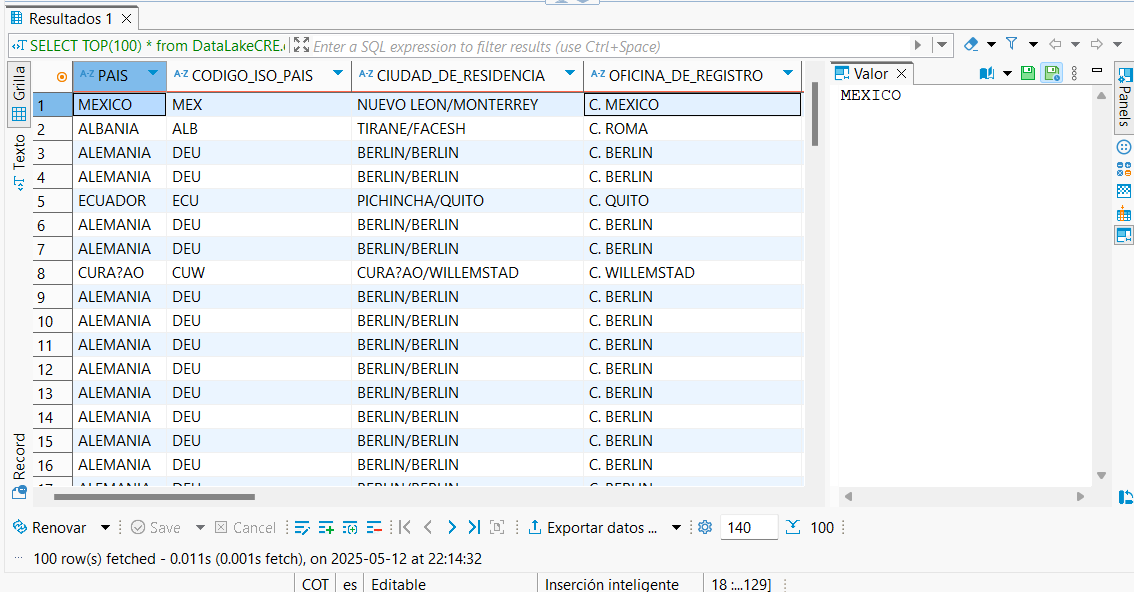 Resultados 1
SELECT TOP(100) * from DataLakeCRE. Enter a SQL expression to filter results (use Ctrl+Space)
Grilla
Texto
Record
A-Z PAIS A-Z CODIGO_ISO_PAIS A-Z CIUDAD_DE_RESIDENCIA A-Z OFICINA_DE_REGISTRO
1 MEXICO MEX NUEVO LEON/MONTERREY C. MEXICO
2 ALBANIA ALB TIRANE/FACESH C. ROMA
3 ALEMANIA DEU BERLIN/BERLIN C. BERLIN
4 ALEMANIA DEU BERLIN/BERLIN C. BERLIN
5 ECUADOR ECU PICHINCHA/QUITO C. QUITO
6 ALEMANIA DEU BERLIN/BERLIN C. BERLIN
7 ALEMANIA DEU BERLIN/BERLIN C. BERLIN
8 CURA?AO CUW CURA?AO/WILLEMSTAD C. WILLEMSTAD
9 ALEMANIA DEU BERLIN/BERLIN C. BERLIN
10 ALEMANIA DEU BERLIN/BERLIN C. BERLIN
11 ALEMANIA DEU BERLIN/BERLIN C. BERLIN
12 ALEMANIA DEU BERLIN/BERLIN C. BERLIN
13 ALEMANIA DEU BERLIN/BERLIN C. BERLIN
14 ALEMANIA DEU BERLIN/BERLIN C. BERLIN
15 ALEMANIA DEU BERLIN/BERLIN C. BERLIN
16 ALEMANIA DEU BERLIN/BERLIN C. BERLIN
17 ALEMANIA DEU BERLIN/BERLIN C. BERLIN
Valor
MEXICO
Panels
Renovar Save Cancel Exportar datos ... 140 100
100 row(s) fetched - 0.011s (0.001s fetch), on 2025-05-12 at 22:14:32
COT es Editable Inserción inteligente 18 :...129]